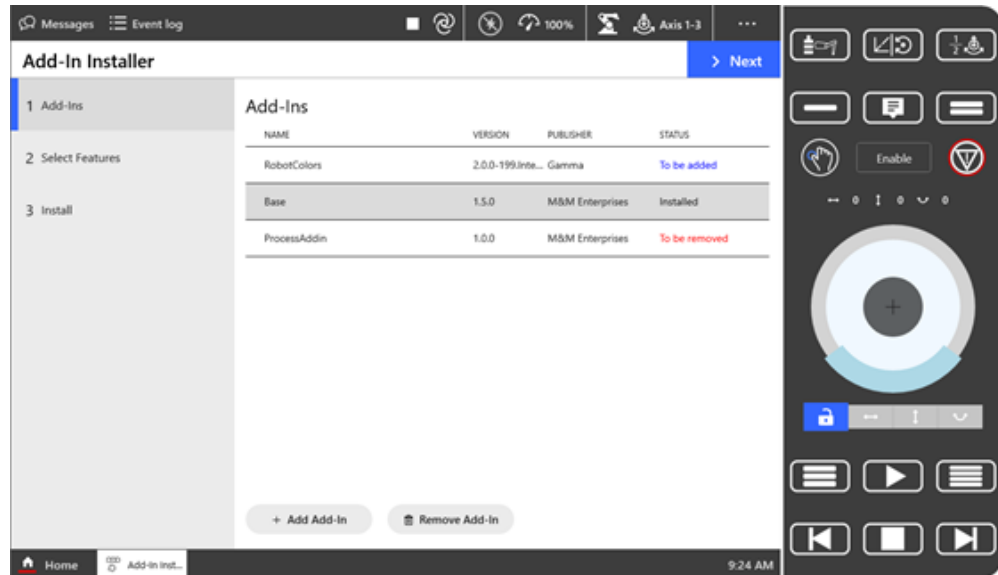 Messages Event log 100% Axis 1-3 ...
Add-In Installer > Next
1 Add-Ins
2 Select Features
3 Install
Add-Ins
NAME VERSION PUBLISHER STATUS
RobotColors 2.0.0-199.Inte... Gamma To be added
Base 1.5.0 M&M Enterprises Installed
ProcessAddin 1.0.0 M&M Enterprises To be removed
+ Add Add-In Remove Add-In
Home Add-In Inst... 9:24 AM
Enable
0 0 0